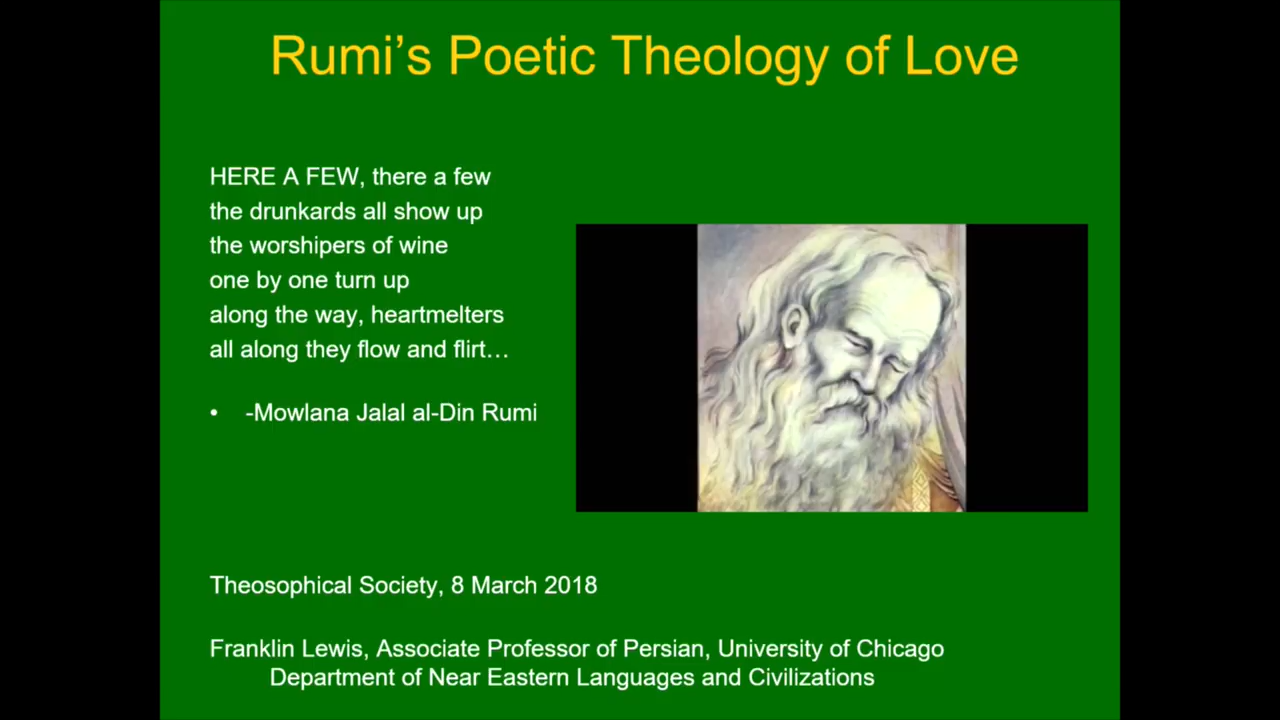 Rumi’s Poetic Theology of Love
HERE A FEW, there a few
the drunkards all show up
the worshipers of wine
one by one turn up
along the way, heartmelters
all along they flow and flirt…
• -Mowlana Jalal al-Din Rumi
Theosophical Society, 8 March 2018
Franklin Lewis, Associate Professor of Persian, University of Chicago
Department of Near Eastern Languages and Civilizations